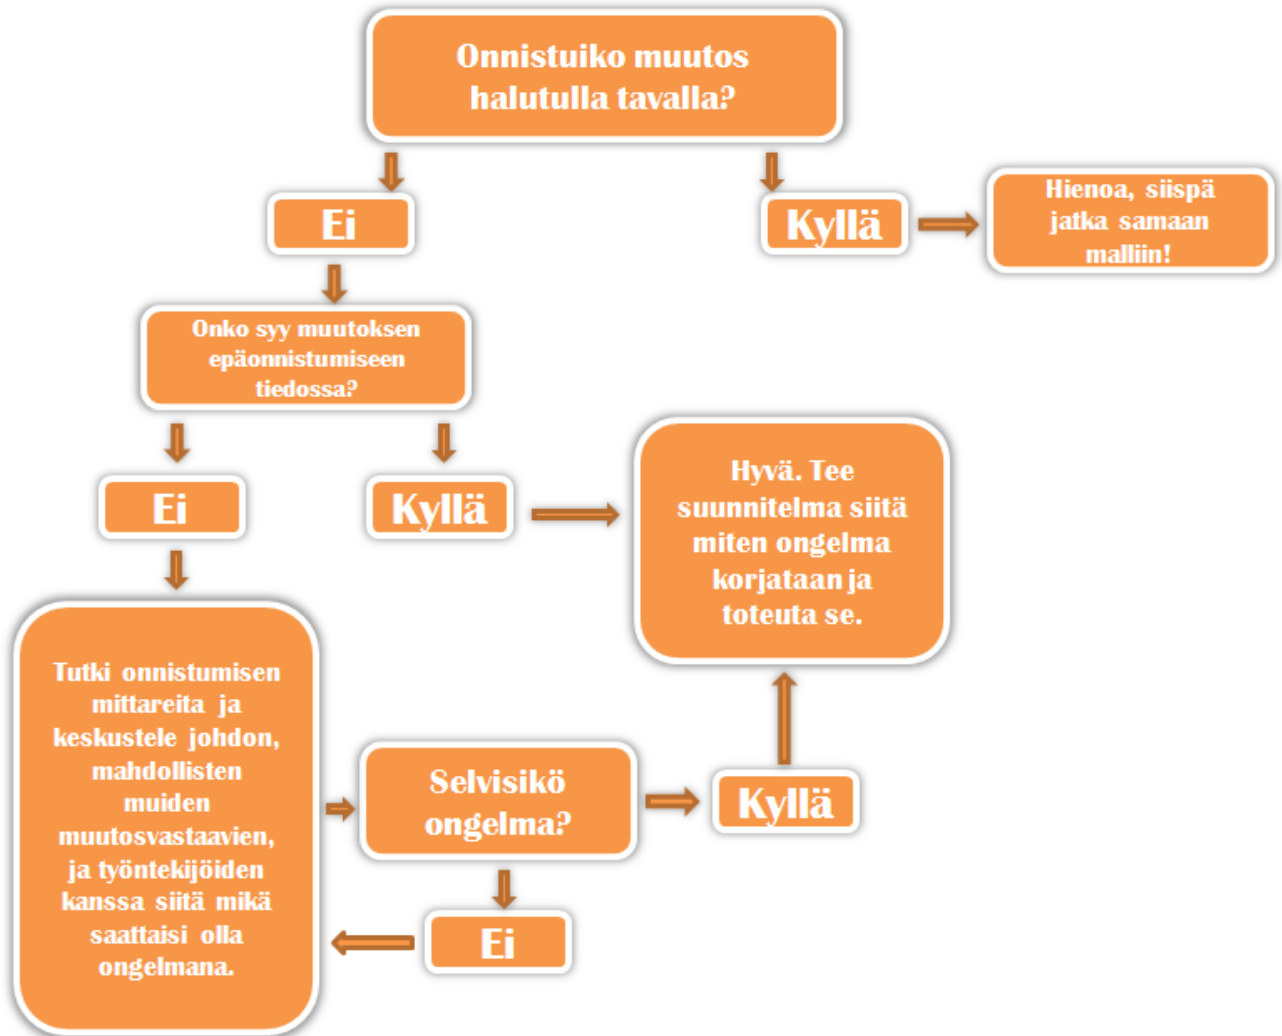 Onnistuiko muutos
halutulla tavalla?
Ei
Kyllä
Hienoa, siispä
jatka samaan
malliin!
Onko syy muutoksen
epäonnistumiseen
tiedossa?
Ei
Kyllä
Hyvä. Tee
suunnitelma siitä
miten ongelma
korjataan ja
toteuta se.
Tutki onnistumisen
mittareita ja
keskustele johdon,
mahdollisten
muiden
muutosvastaavien,
ja työntekijöiden
kanssa siitä mikä
saattaisi olla
ongelmana.
Selvisikö
ongelma?
Kyllä
Ei